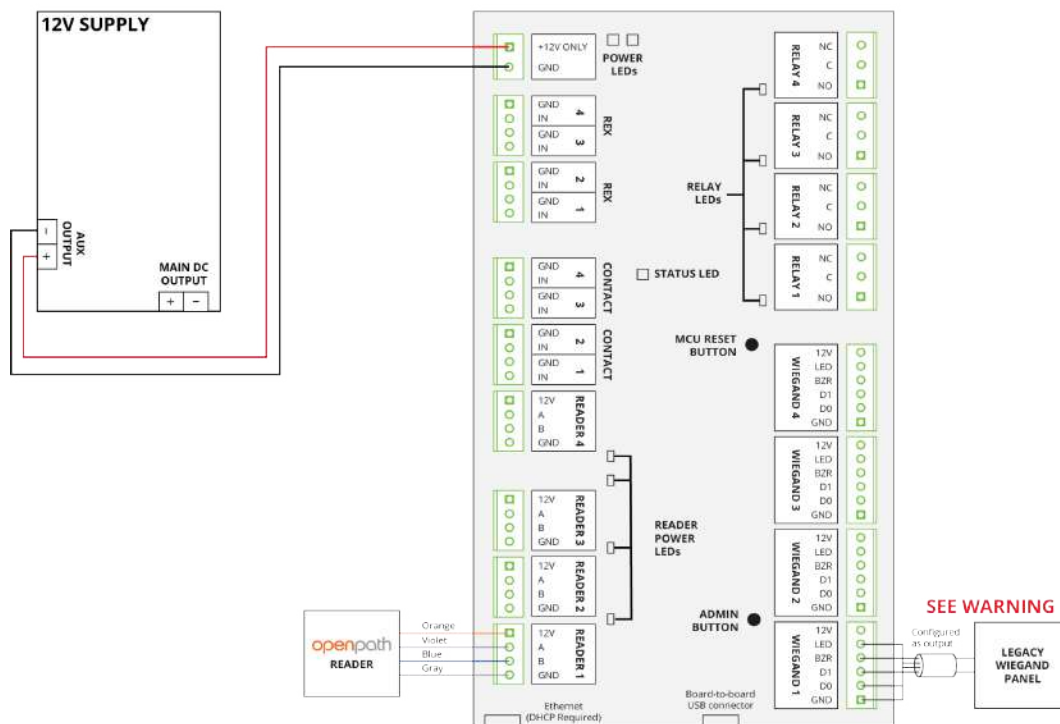 12V SUPPLY
AUX
OUTPUT
−
+
MAIN DC
OUTPUT
+
−
+12V ONLY
GND
POWER
LEDs
GND
IN
4
GND
IN
3
REX
GND
IN
2
GND
IN
1
REX
GND
IN
4
GND
IN
3
CONTACT
GND
IN
2
GND
IN
1
CONTACT
12V
A
B
GND
READER 4
12V
A
B
GND
READER 3
12V
A
B
GND
READER 2
12V
A
B
GND
READER 1
READER
POWER
LEDs
openpath
READER
Orange
Violet
Blue
Gray
Ethernet
(DHCP Required)
RELAY 4
NC
C
NO
RELAY 3
NC
C
NO
RELAY 2
NC
C
NO
RELAY 1
NC
C
NO
RELAY
LEDs
STATUS LED
MCU RESET
BUTTON
WIEGAND 4
12V
LED
BZR
D1
D0
GND
WIEGAND 3
12V
LED
BZR
D1
D0
GND
WIEGAND 2
12V
LED
BZR
D1
D0
GND
ADMIN
BUTTON
WIEGAND 1
12V
LED
BZR
D1
D0
GND
Board-to-board
USB connector
SEE WARNING
Configured
as output
LEGACY
WIEGAND
PANEL